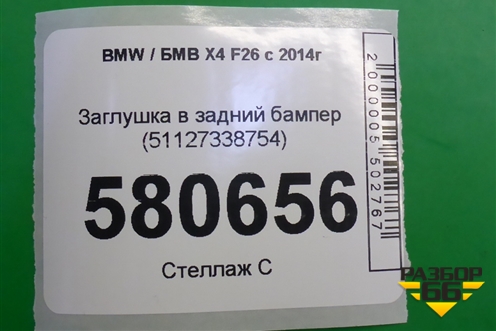 BMW / БМВ X4 F26 с 2014г
Заглушка в задний бампер
(51127338754)
580656
Стеллаж С
2000005502767
РАЗБОР
66